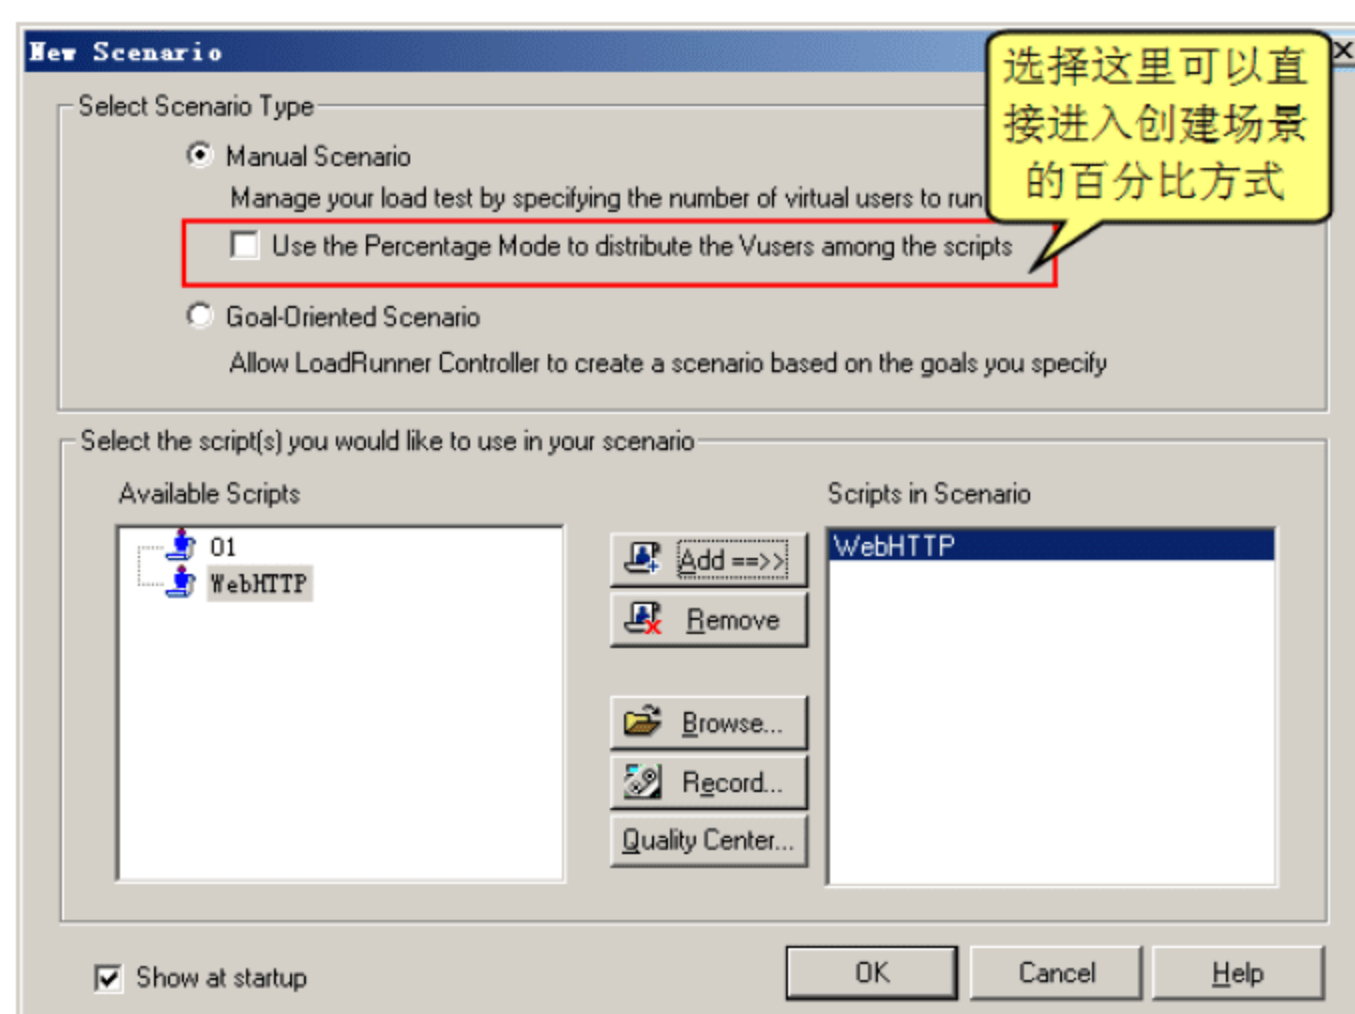 New Scenario
选择这里可以直
接进入创建场景
的百分比方式
Select Scenario Type
Manual Scenario
Manage your load test by specifying the number of virtual users to run
Use the Percentage Mode to distribute the Vusers among the scripts
Goal-Oriented Scenario
Allow LoadRunner Controller to create a scenario based on the goals you specify
Select the script(s) you would like to use in your scenario
Available Scripts
Scripts in Scenario
01
WebHTTP
Add ==>>
Remove
Browse...
Record...
Quality Center...
WebHTTP
Show at startup
OK
Cancel
Help